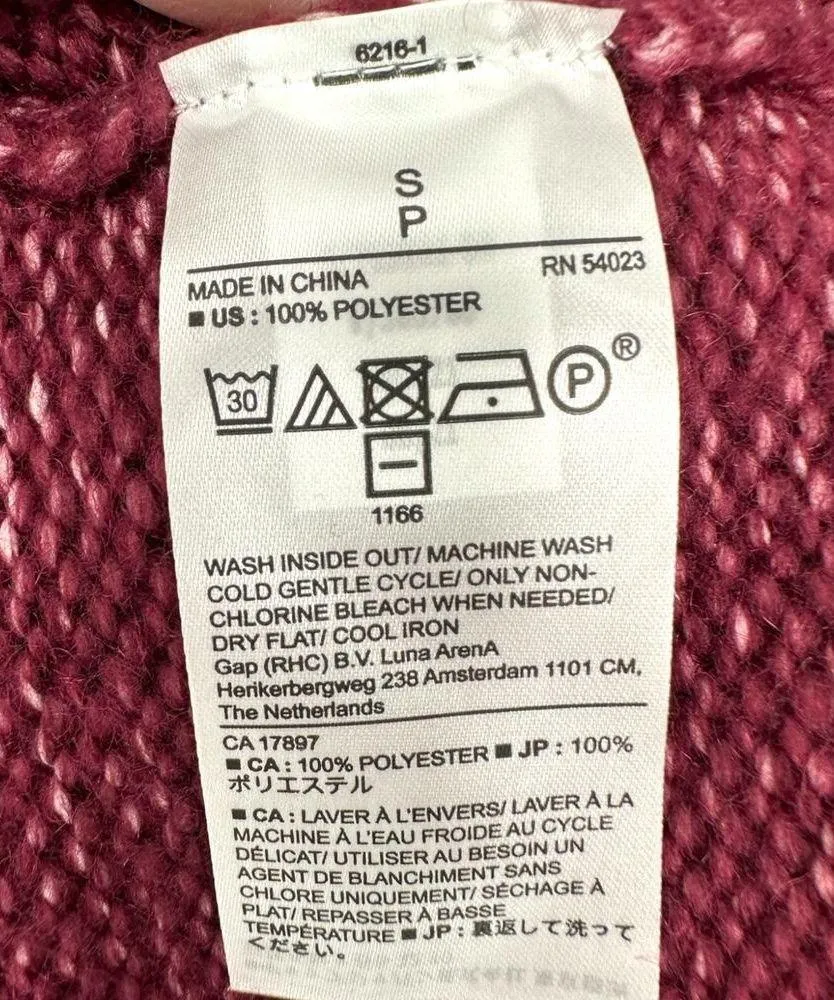 6216-1
S
P
MADE IN CHINA
RN 54023
■ US : 100% POLYESTER
30
P
®
1166
WASH INSIDE OUT/ MACHINE WASH
COLD GENTLE CYCLE/ ONLY NON-
CHLORINE BLEACH WHEN NEEDED/
DRY FLAT/ COOL IRON
Gap (RHC) B.V. Luna ArenA
Herikerbergweg 238 Amsterdam 1101 CM,
The Netherlands
CA 17897
■ CA : 100% POLYESTER ■ JP : 100%
ポリエステル
■ CA : LAVER À L'ENVERS/ LAVER À LA
MACHINE À L'EAU FROIDE AU CYCLE
DÉLICAT/ UTILISER AU BESOIN UN
AGENT DE BLANCHIMENT SANS
CHLORE UNIQUEMENT/ SÉCHAGE À
PLAT/ REPASSER À BASSE
TEMPÉRATURE ■ JP : 裏返して洗って
ください。